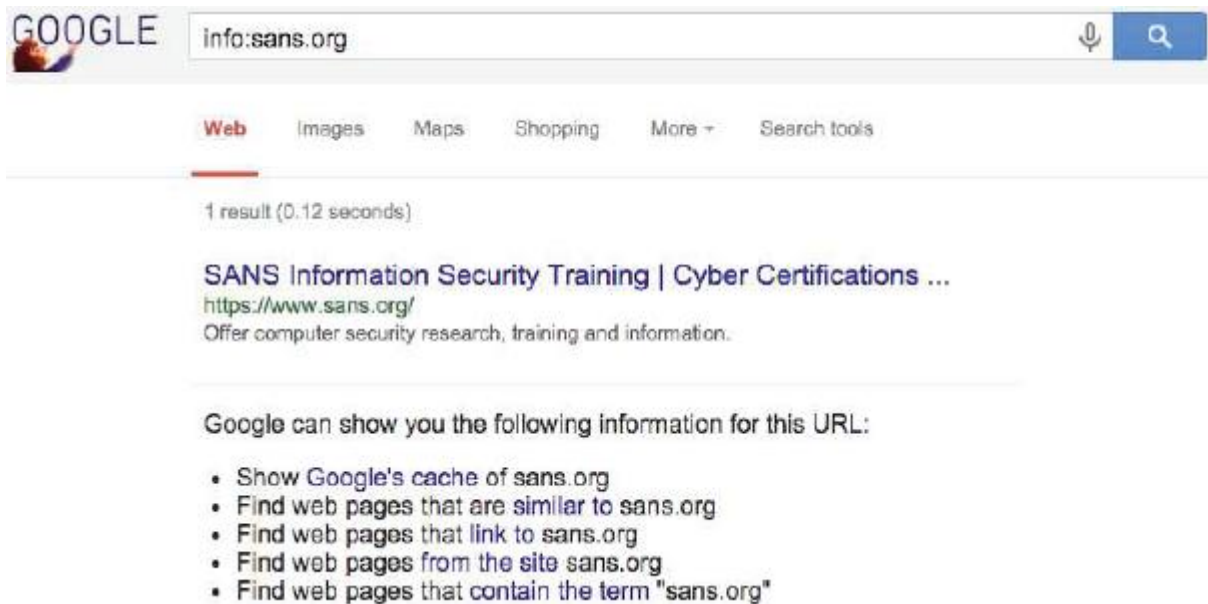 GOOGLE
info:sans.org
Web Images Maps Shopping More Search tools
1 result (0.12 seconds)
SANS Information Security Training | Cyber Certifications ...
https://www.sans.org/
Offer computer security research, training and information.
Google can show you the following information for this URL:
• Show Google's cache of sans.org
• Find web pages that are similar to sans.org
• Find web pages that link to sans.org
• Find web pages from the site sans.org
• Find web pages that contain the term "sans.org"